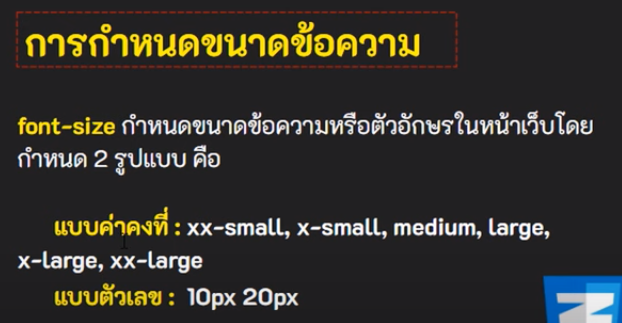 การกำหนดขนาดข้อความ
font-size กำหนดขนาดข้อความหรือตัวอักษรในหน้าเว็บโดย
กำหนด 2 รูปแบบ คือ
แบบค่าคงที่ : xx-small, x-small, medium, large,
x-large, xx-large
แบบตัวเลข : 10px 20px